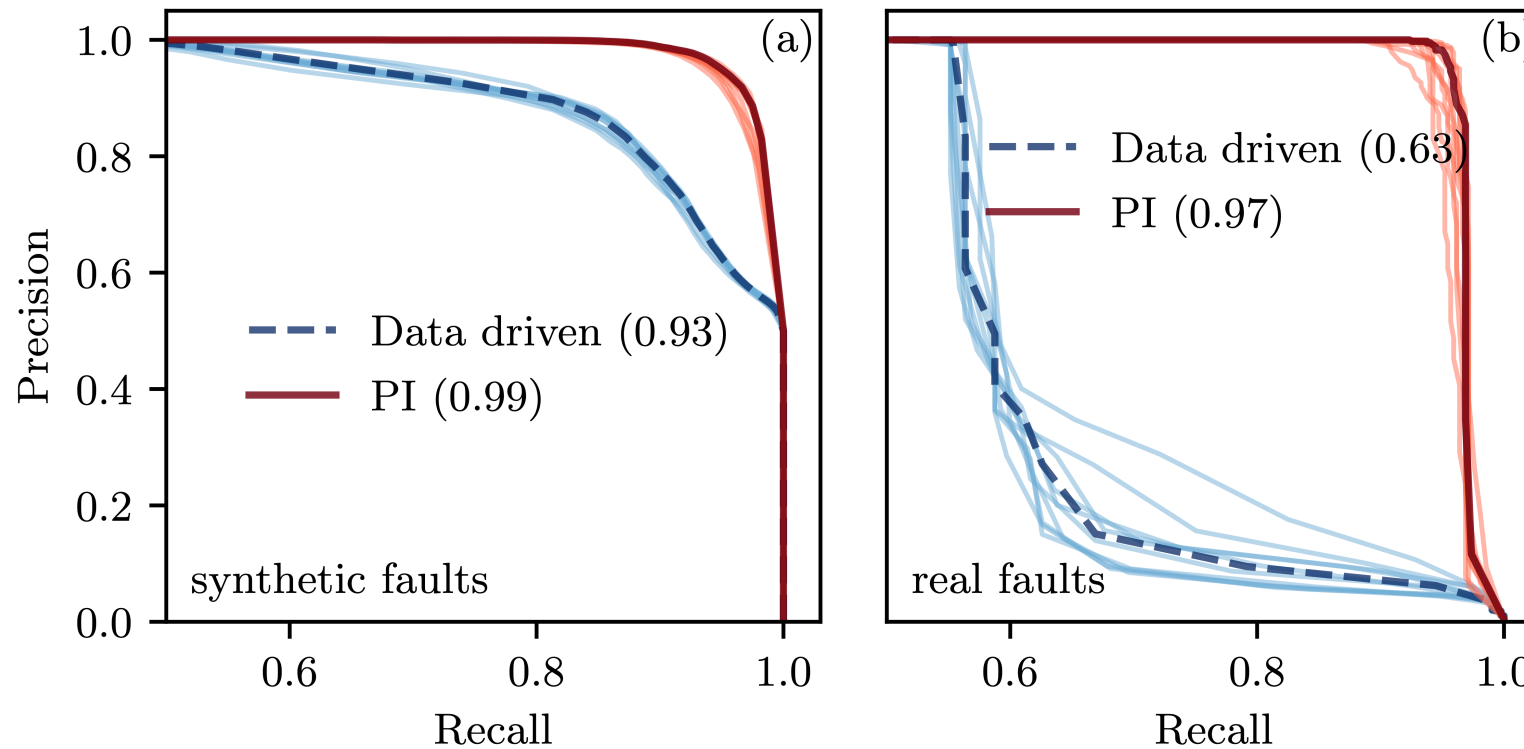 (a)
1.0
0.8
0.6
0.4
0.2
0.0
Precision
Data driven (0.93)
PI (0.99)
synthetic faults
0.6 0.8 1.0
Recall
(b)
Data driven (0.63)
PI (0.97)
real faults
0.6 0.8 1.0
Recall